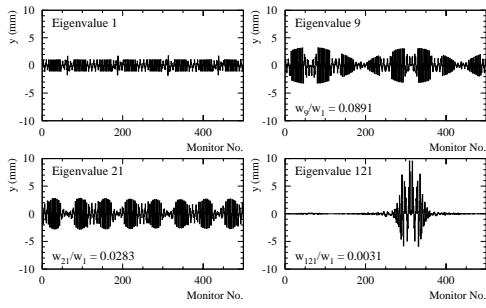 y (mm)
10
5
0
-5
-10
Eigenvalue 1
0
200
400
Monitor No.
y (mm)
10
5
0
-5
-10
Eigenvalue 9
w9/w1 = 0.0891
0
200
400
Monitor No.
y (mm)
10
5
0
-5
-10
Eigenvalue 21
w21/w1 = 0.0283
0
200
400
Monitor No.
y (mm)
10
5
0
-5
-10
Eigenvalue 121
w121/w1 = 0.0031
0
200
400
Monitor No.